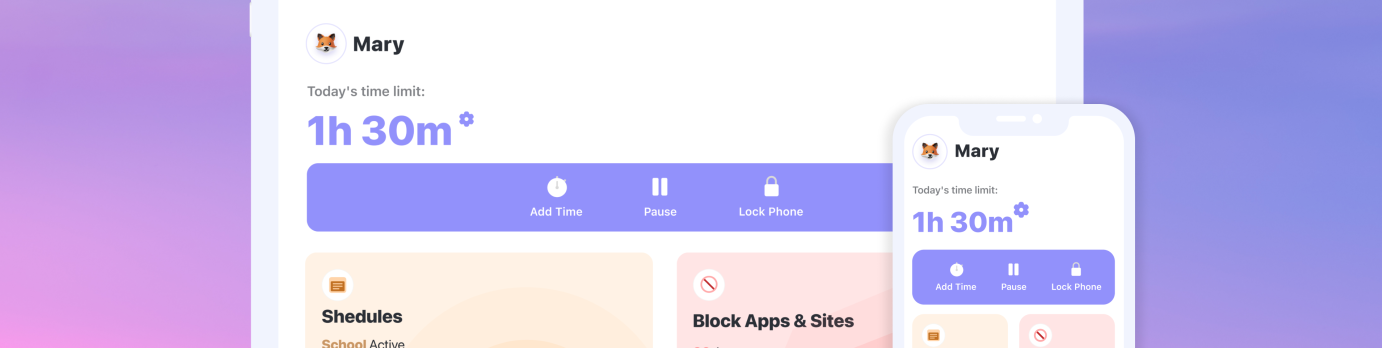 Mary
Today's time limit:
1h 30m
Add Time
Pause
Lock Phone
Shedules
School Active
Block Apps & Sites
Mary
Today's time limit:
1h 30m
Add Time
Pause
Lock Phone